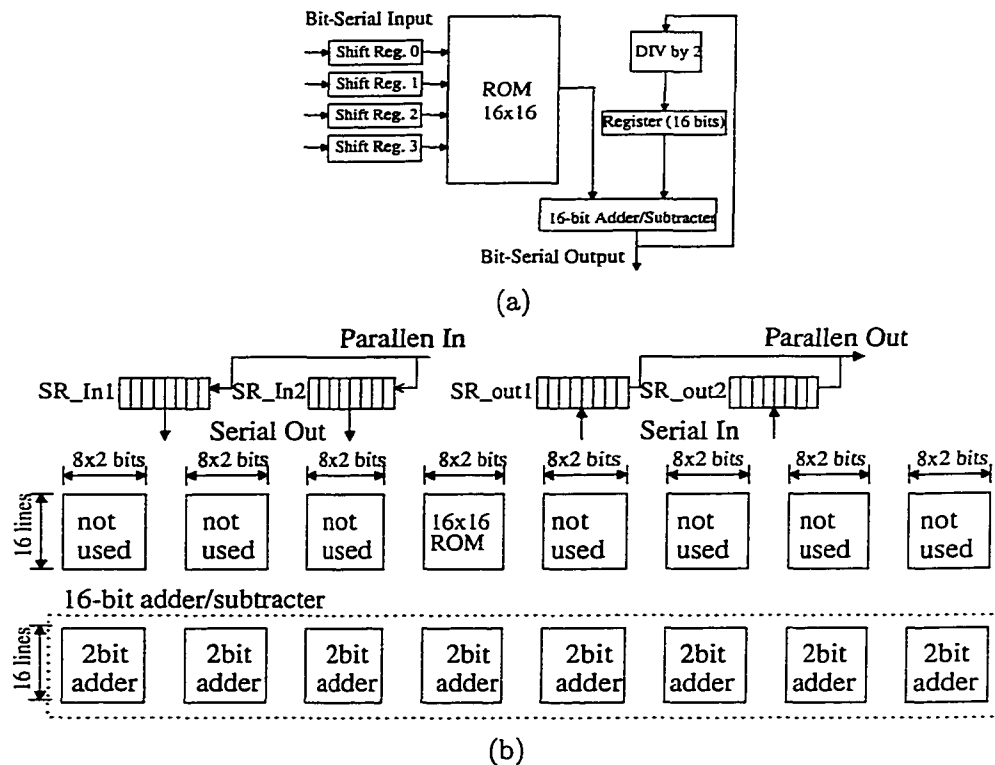 Bit-Serial Input
Shift Reg. 0
Shift Reg. 1
Shift Reg. 2
Shift Reg. 3
ROM
16x16
DIV by 2
Register (16 bits)
16-bit Adder/Subtracter
Bit-Serial Output
(a)
Parallen In
Parallen Out
SR_In1
SR_In2
SR_out1
SR_out2
Serial Out
Serial In
8x2 bits
8x2 bits
8x2 bits
8x2 bits
8x2 bits
8x2 bits
8x2 bits
8x2 bits
16 lines
not
used
not
used
not
used
16x16
ROM
not
used
not
used
not
used
not
used
16-bit adder/subtracter
16 lines
2bit
adder
2bit
adder
2bit
adder
2bit
adder
2bit
adder
2bit
adder
2bit
adder
2bit
adder
(b)